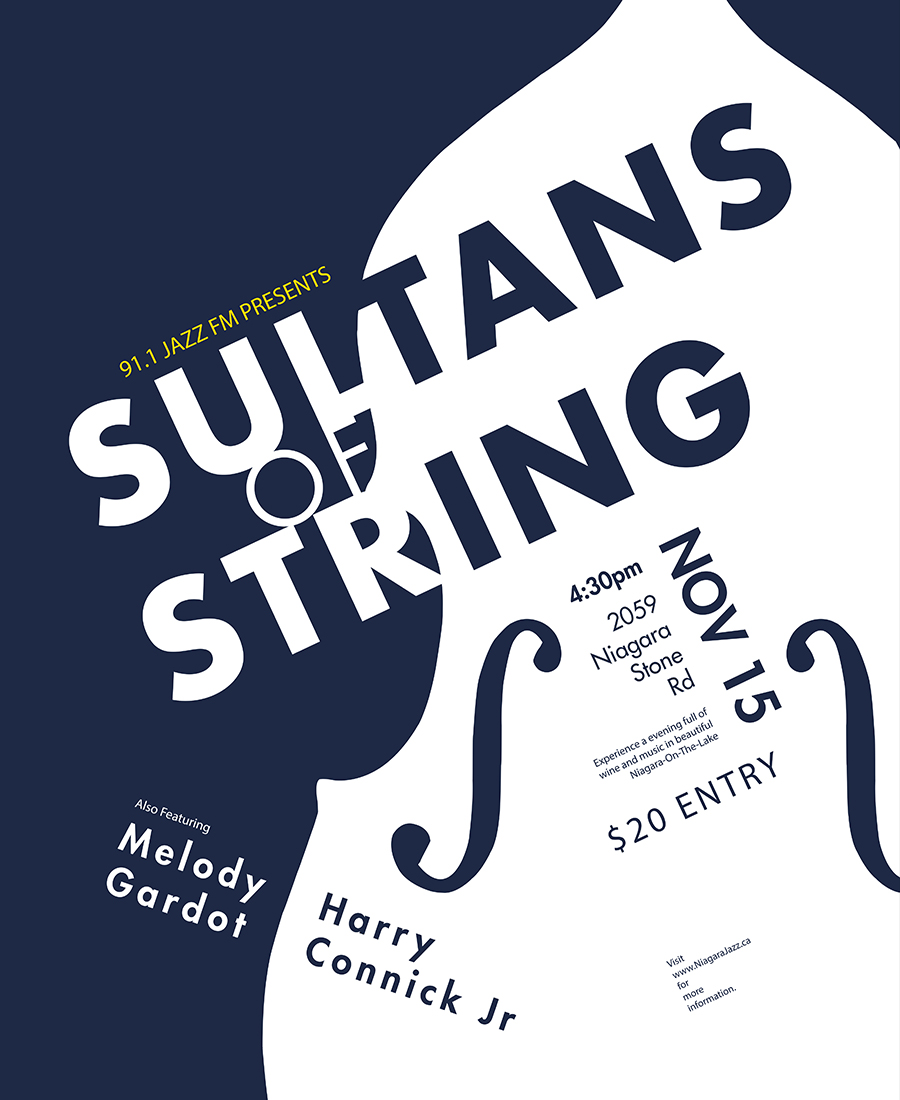 91.1 JAZZ FM PRESENTS
SULTANS
OF
STRING
4:30pm
2059
Niagara
Stone
Rd
NOV 15
Experience a evening full of
wine and music in beautiful
Niagara-On-The-Lake
$20 ENTRY
Also Featuring
Melody
Gardot
Harry
Connick Jr
Visit
www.NiagaraJazz.ca
for
more
information.